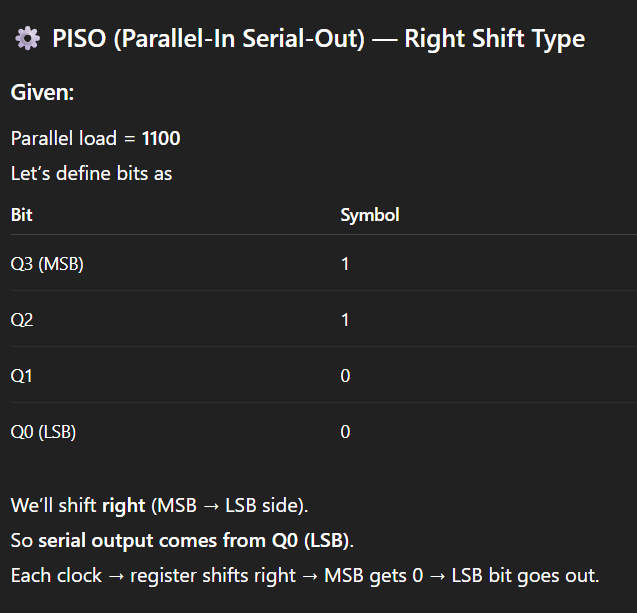 ⚙️ PISO (Parallel-In Serial-Out) — Right Shift Type
Given:
Parallel load = 1100
Let’s define bits as
Bit Symbol
Q3 (MSB) 1
Q2 1
Q1 0
Q0 (LSB) 0
We’ll shift right (MSB → LSB side).
So serial output comes from Q0 (LSB).
Each clock → register shifts right → MSB gets 0 → LSB bit goes out.